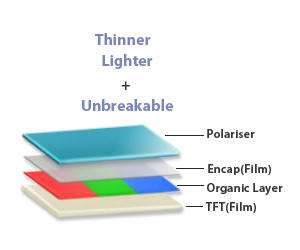 Thinner
Lighter
+
Unbreakable
Polariser
Encap(Film)
Organic Layer
TFT(Film)